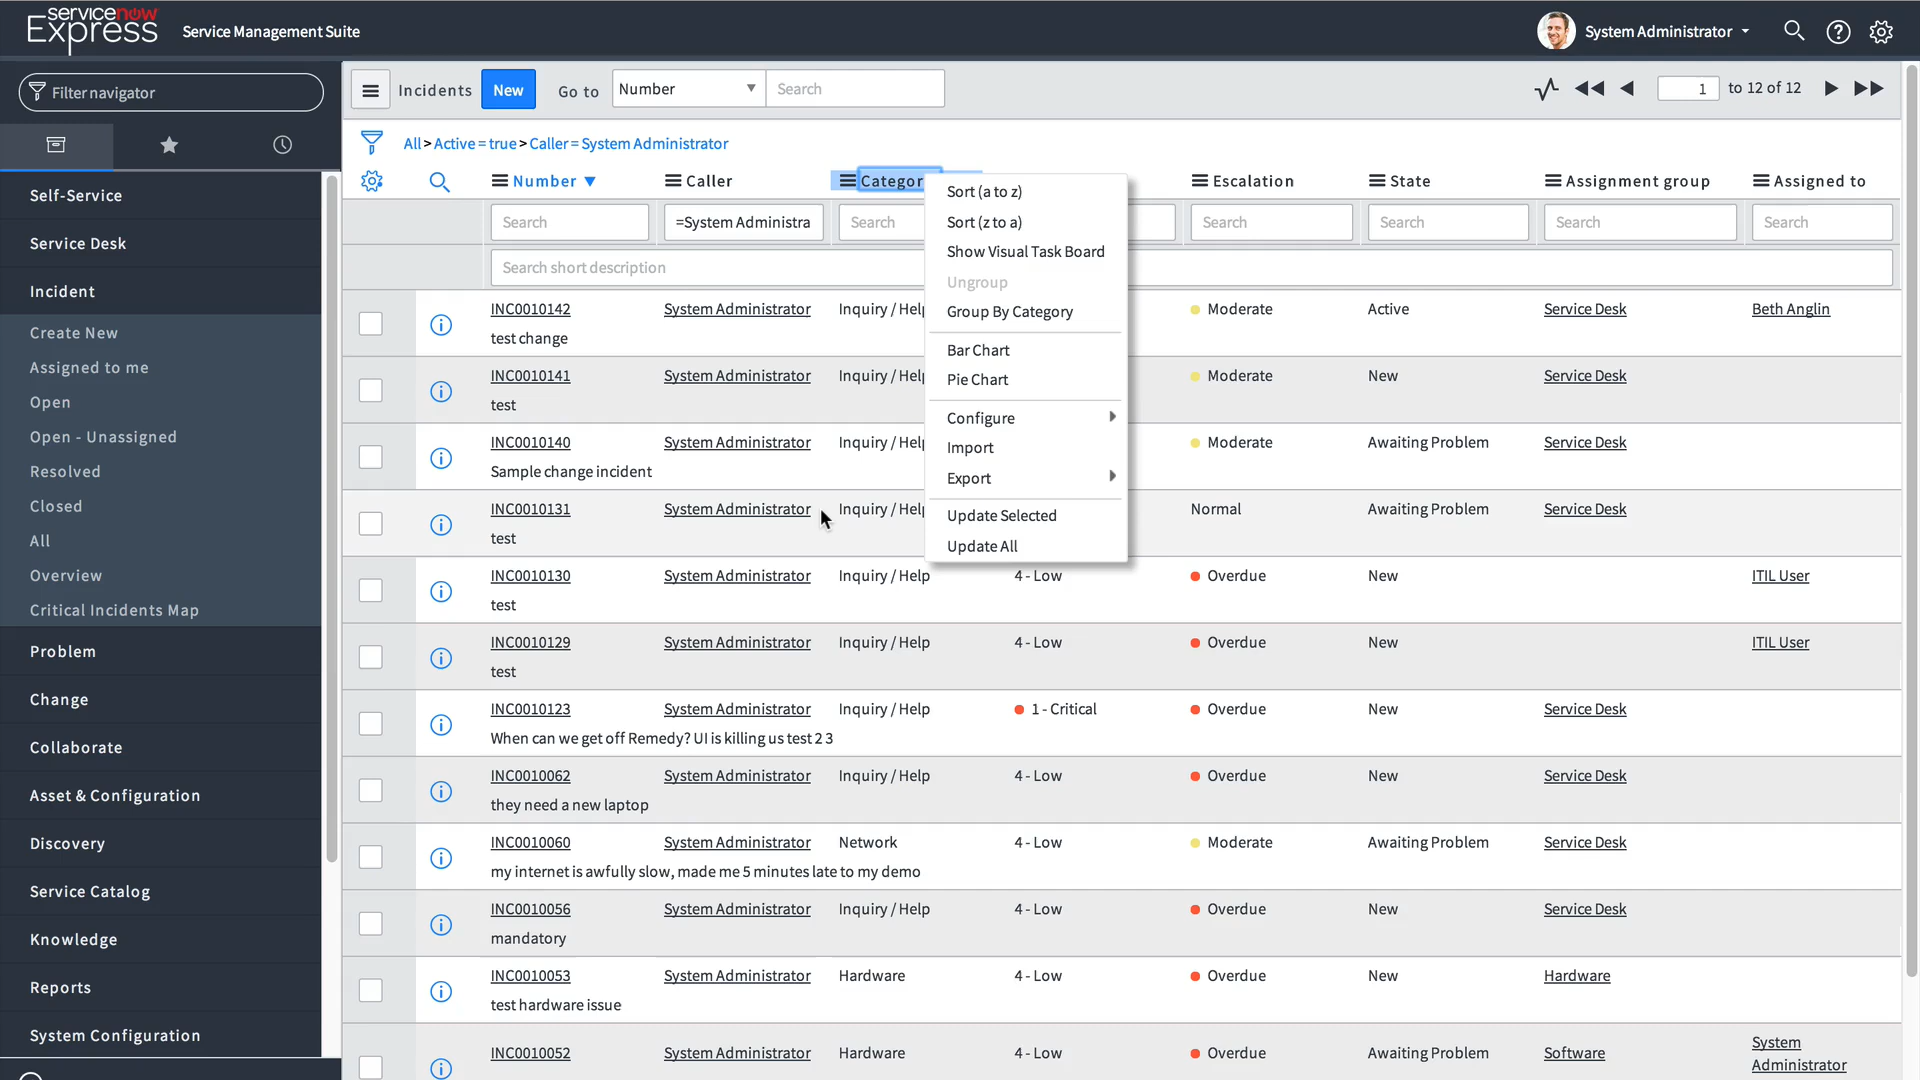 servicenow
Express
Service Management Suite
System Administrator
Filter navigator
Incidents
New
Go to
Number
Search
1
to 12 of 12
All > Active = true > Caller = System Administrator
Number
Caller
Categor
Escalation
State
Assignment group
Assigned to
Search
=System Administra
Search
Search
Search
Search
Search
Search short description
Self-Service
Service Desk
Incident
Create New
Assigned to me
Open
Open - Unassigned
Resolved
Closed
All
Overview
Critical Incidents Map
Problem
Change
Collaborate
Asset & Configuration
Discovery
Service Catalog
Knowledge
Reports
System Configuration
Sort (a to z)
Sort (z to a)
Show Visual Task Board
Ungroup
Group By Category
Bar Chart
Pie Chart
Configure
Import
Export
Update Selected
Update All
INC0010142 System Administrator Inquiry / Help Moderate Active Service Desk Beth Anglin
test change
INC0010141 System Administrator Inquiry / Help Moderate New Service Desk
test
INC0010140 System Administrator Inquiry / Help Moderate Awaiting Problem Service Desk
Sample change incident
INC0010131 System Administrator Inquiry / Help Normal Awaiting Problem Service Desk
test
INC0010130 System Administrator Inquiry / Help 4 - Low Overdue New ITIL User
test
INC0010129 System Administrator Inquiry / Help 4 - Low Overdue New ITIL User
test
INC0010123 System Administrator Inquiry / Help 1 - Critical Overdue New Service Desk
When can we get off Remedy? UI is killing us test 2 3
INC0010062 System Administrator Inquiry / Help 4 - Low Overdue New Service Desk
they need a new laptop
INC0010060 System Administrator Network 4 - Low Moderate Awaiting Problem Service Desk
my internet is awfully slow, made me 5 minutes late to my demo
INC0010056 System Administrator Inquiry / Help 4 - Low Overdue New Service Desk
mandatory
INC0010053 System Administrator Hardware 4 - Low Overdue New Hardware
test hardware issue
INC0010052 System Administrator Hardware 4 - Low Overdue Awaiting Problem Software System
Administrator